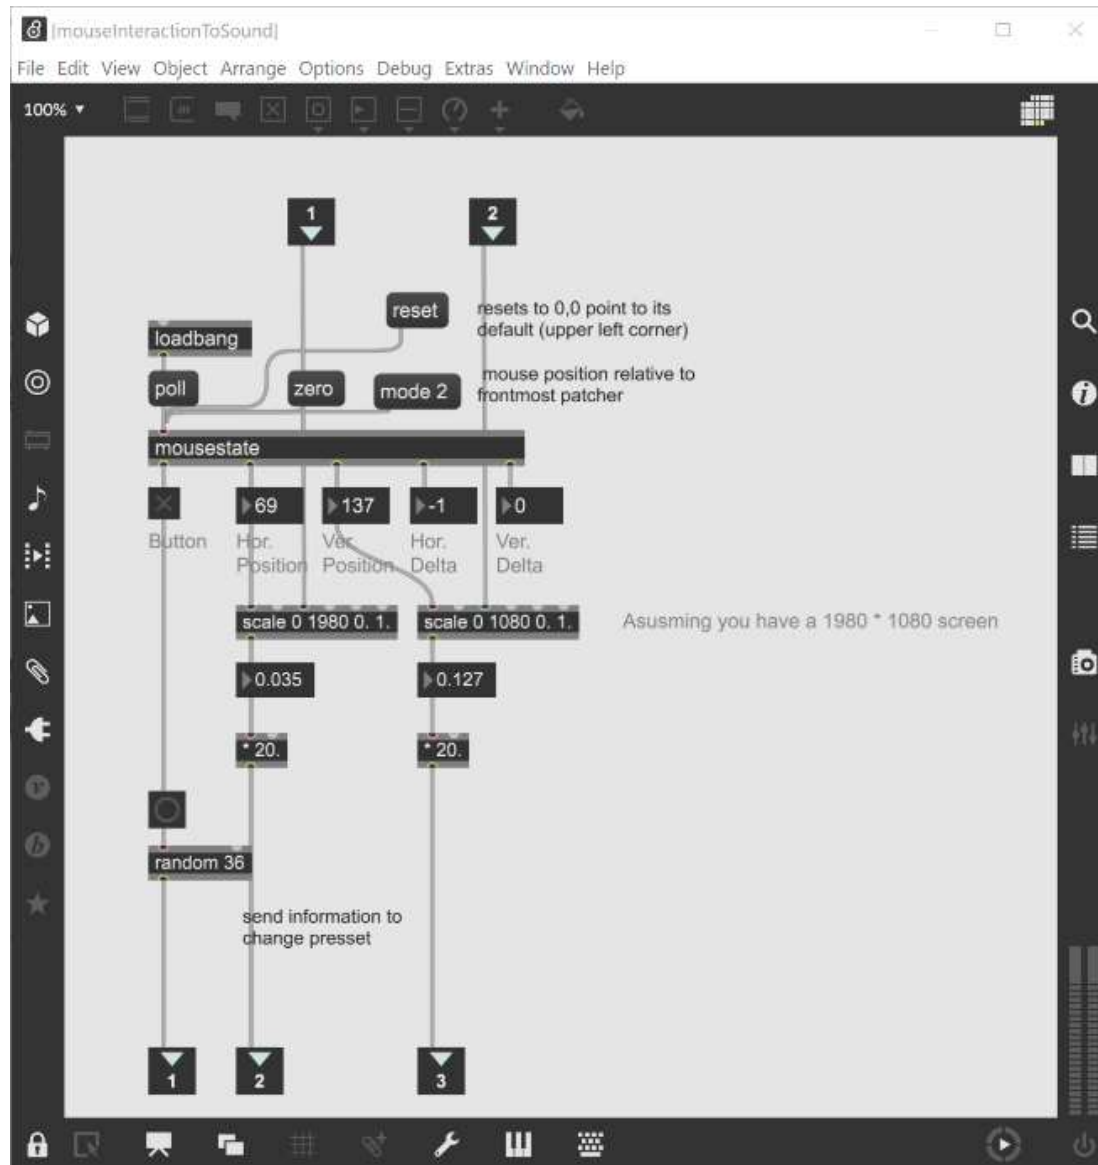 [mouseInteractionToSound]
File Edit View Object Arrange Options Debug Extras Window Help
100%
1
2
reset
resets to 0,0 point to its
default (upper left corner)
loadbang
mouse position relative to
frontmost patcher
poll
zero
mode 2
mousestate
69
137
-1
0
Button
Hor.
Position
Ver.
Position
Hor.
Delta
Ver.
Delta
scale 0 1980 0. 1.
scale 0 1080 0. 1.
Asusming you have a 1980 * 1080 screen
0.035
0.127
* 20.
* 20.
random 36
send information to
change presset
1
2
3